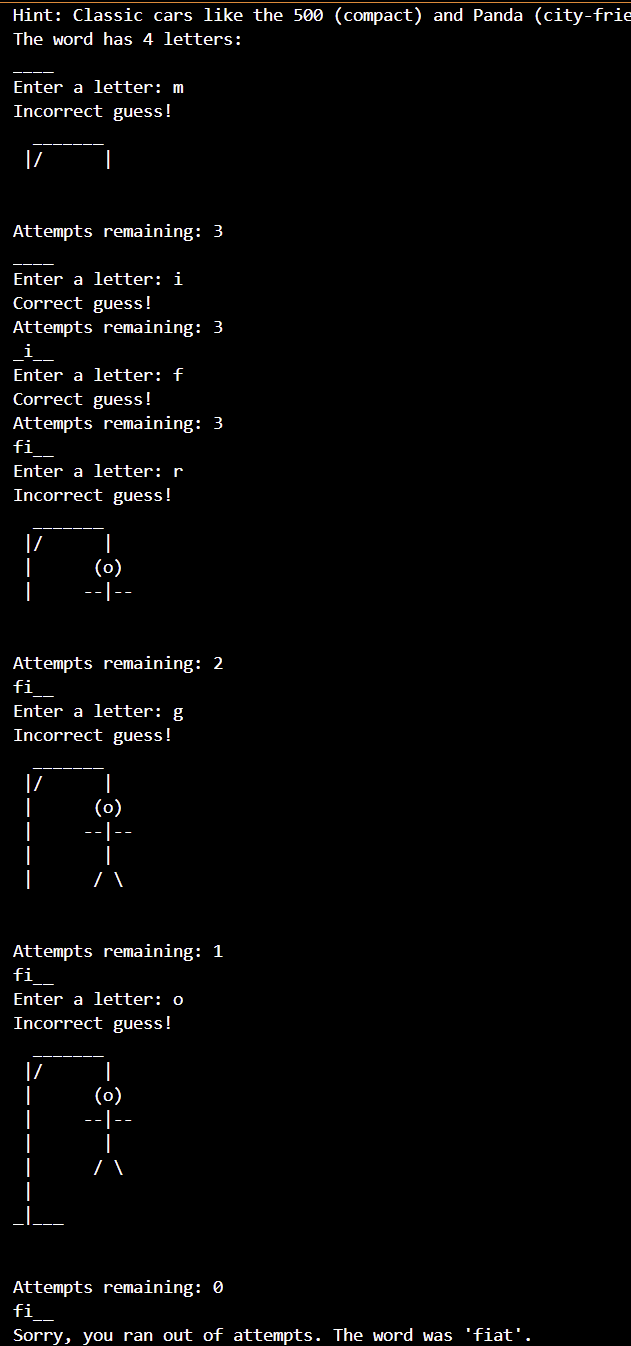 Hint: Classic cars like the 500 (compact) and Panda (city-frie
The word has 4 letters:
____
Enter a letter: m
Incorrect guess!
  _______
 |/      |
Attempts remaining: 3
____
Enter a letter: i
Correct guess!
Attempts remaining: 3
_i__
Enter a letter: f
Correct guess!
Attempts remaining: 3
fi__
Enter a letter: r
Incorrect guess!
  _______
 |/      |
 |      (o)
 |     --|--
Attempts remaining: 2
fi__
Enter a letter: g
Incorrect guess!
  _______
 |/      |
 |      (o)
 |     --|--
 |       |
 |      / \
Attempts remaining: 1
fi__
Enter a letter: o
Incorrect guess!
  _______
 |/      |
 |      (o)
 |     --|--
 |       |
 |      / \
 |
_|___
Attempts remaining: 0
fi__
Sorry, you ran out of attempts. The word was 'fiat'.